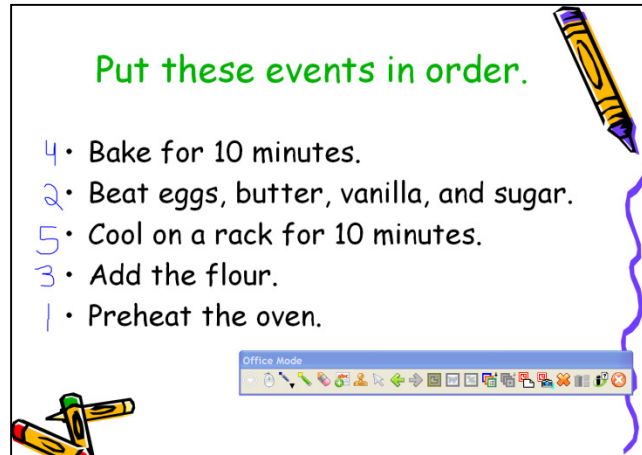 Put these events in order.
4 • Bake for 10 minutes.
2 • Beat eggs, butter, vanilla, and sugar.
5 • Cool on a rack for 10 minutes.
3 • Add the flour.
1 • Preheat the oven.
Office Mode